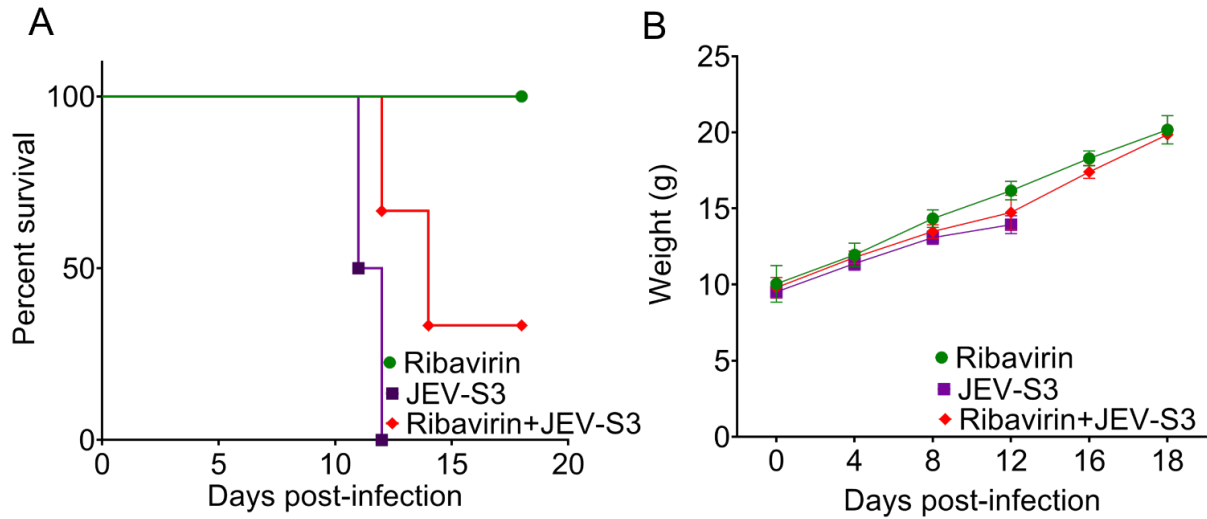 A
Percent survival
100
50
0
0 5 10 15 20
Days post-infection
Ribavirin
JEV-S3
Ribavirin+JEV-S3
B
Weight (g)
25
20
15
10
5
0
0 4 8 12 16 18
Days post-infection
Ribavirin
JEV-S3
Ribavirin+JEV-S3